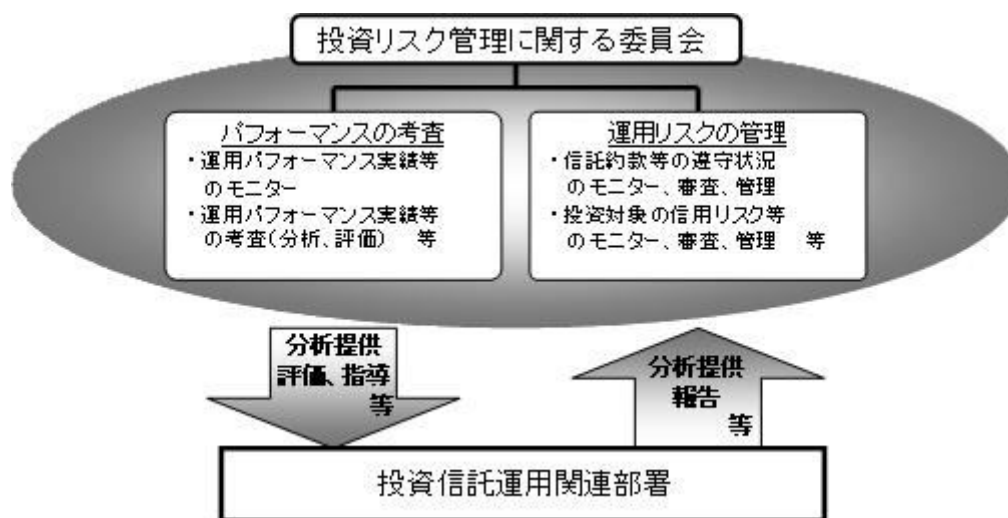 投資リスク管理に関する委員会
パフォーマンスの考査
・運用パフォーマンス実績等
のモニター
・運用パフォーマンス実績等
の考査(分析、評価) 等
運用リスクの管理
・信託約款等の遵守状況
のモニター、審査、管理
・投資対象の信用リスク等
のモニター、審査、管理 等
分析提供
評価、指導
等
分析提供
報告
等
投資信託運用関連部署